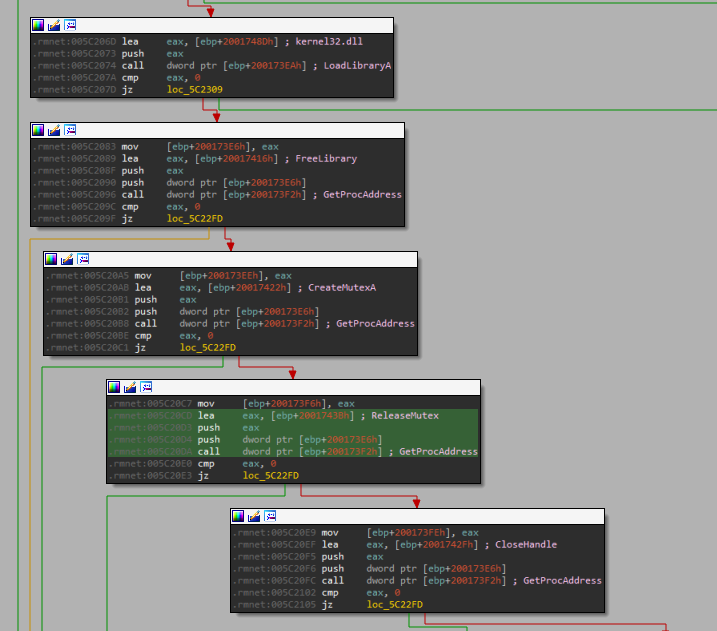 .rmnet:005C206D lea eax, [ebp+2001748Dh] ; kernel32.dll
.rmnet:005C2073 push eax
.rmnet:005C2074 call dword ptr [ebp+200173EAh] ; LoadLibraryA
.rmnet:005C207A cmp eax, 0
.rmnet:005C207D jz loc_5C2309
.rmnet:005C2083 mov [ebp+200173E6h], eax
.rmnet:005C2089 lea eax, [ebp+20017416h] ; FreeLibrary
.rmnet:005C208F push eax
.rmnet:005C2090 push dword ptr [ebp+200173E6h]
.rmnet:005C2096 call dword ptr [ebp+200173F2h] ; GetProcAddress
.rmnet:005C209C cmp eax, 0
.rmnet:005C209F jz loc_5C22FD
.rmnet:005C20A5 mov [ebp+200173EEh], eax
.rmnet:005C20AB lea eax, [ebp+20017422h] ; CreateMutexA
.rmnet:005C20B1 push eax
.rmnet:005C20B2 push dword ptr [ebp+200173E6h]
.rmnet:005C20B8 call dword ptr [ebp+200173F2h] ; GetProcAddress
.rmnet:005C20BE cmp eax, 0
.rmnet:005C20C1 jz loc_5C22FD
.rmnet:005C20C7 mov [ebp+200173F6h], eax
.rmnet:005C20CD lea eax, [ebp+2001743Bh] ; ReleaseMutex
.rmnet:005C20D3 push eax
.rmnet:005C20D4 push dword ptr [ebp+200173E6h]
.rmnet:005C20DA call dword ptr [ebp+200173F2h] ; GetProcAddress
.rmnet:005C20E0 cmp eax, 0
.rmnet:005C20E3 jz loc_5C22FD
.rmnet:005C20E9 mov [ebp+200173FEh], eax
.rmnet:005C20EF lea eax, [ebp+2001742Fh] ; CloseHandle
.rmnet:005C20F5 push eax
.rmnet:005C20F6 push dword ptr [ebp+200173E6h]
.rmnet:005C20FC call dword ptr [ebp+200173F2h] ; GetProcAddress
.rmnet:005C2102 cmp eax, 0
.rmnet:005C2105 jz loc_5C22FD